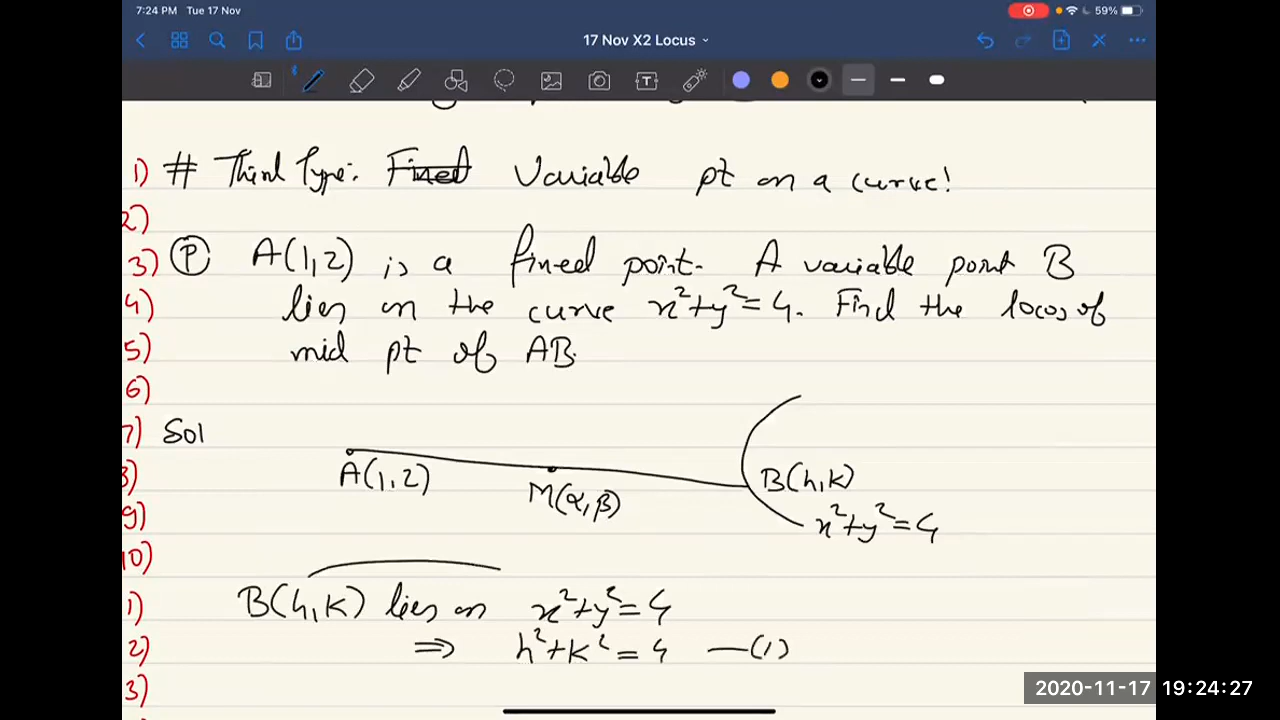 7:24 PM Tue 17 Nov
59%
17 Nov X2 Locus
1) # Third Type: Fixed Variable pt on a curve!
2)
3) (P) A(1,2) is a fixed point. A variable point B
4) lies on the curve x²+y²=4. Find the locus of
5) mid pt of AB.
6)
7) Sol
8) A(1,2) M(α,β) B(h,k)
9) x²+y²=4
10)
1) B(h,k) lies on x²+y²=4
2) ⇒ h²+k²=4 —(1)
3)
2020-11-17 19:24:27